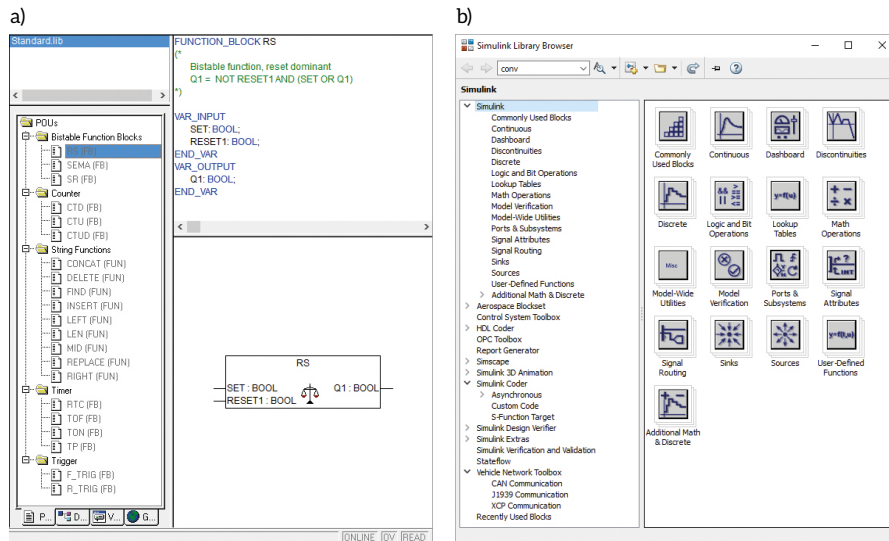 a)
Standard.lib
POUs
Bistable Function Blocks
RS (FB)
SEMA (FB)
SR (FB)
Counter
CTD (FB)
CTU (FB)
CTUD (FB)
String Functions
CONCAT (FUN)
DELETE (FUN)
FIND (FUN)
INSERT (FUN)
LEFT (FUN)
LEN (FUN)
MID (FUN)
REPLACE (FUN)
RIGHT (FUN)
Timer
RTC (FB)
TOF (FB)
TON (FB)
TP (FB)
Trigger
F_TRIG (FB)
R_TRIG (FB)
P...
D...
V...
G...
FUNCTION_BLOCK RS
(*
Bistable function, reset dominant
Q1 = NOT RESET1 AND (SET OR Q1)
*)
VAR_INPUT
SET: BOOL;
RESET1: BOOL;
END_VAR
VAR_OUTPUT
Q1: BOOL;
END_VAR
RS
SET : BOOL Q1 : BOOL
RESET1 : BOOL
ONLINE OV READ
b)
Simulink Library Browser
conv
Simulink
Simulink
Commonly Used Blocks
Continuous
Dashboard
Discontinuities
Discrete
Logic and Bit Operations
Lookup Tables
Math Operations
Model Verification
Model-Wide Utilities
Ports & Subsystems
Signal Attributes
Signal Routing
Sinks
Sources
User-Defined Functions
Additional Math & Discrete
Aerospace Blockset
Control System Toolbox
HDL Coder
OPC Toolbox
Report Generator
Simscape
Simulink 3D Animation
Simulink Coder
Asynchronous
Custom Code
S-Function Target
Simulink Design Verifier
Simulink Extras
Simulink Verification and Validation
Stateflow
Vehicle Network Toolbox
CAN Communication
J1939 Communication
XCP Communication
Recently Used Blocks
Commonly
Used Blocks
Continuous
Dashboard
Discontinuities
Discrete
Logic and Bit
Operations
y=f(u)
Lookup
Tables
Math
Operations
Misc
Model-Wide
Utilities
Model
Verification
Ports &
Subsystems
Signal
Attributes
Signal
Routing
Sinks
Sources
y=f(t,u)
User-Defined
Functions
Additional Math
& Discrete